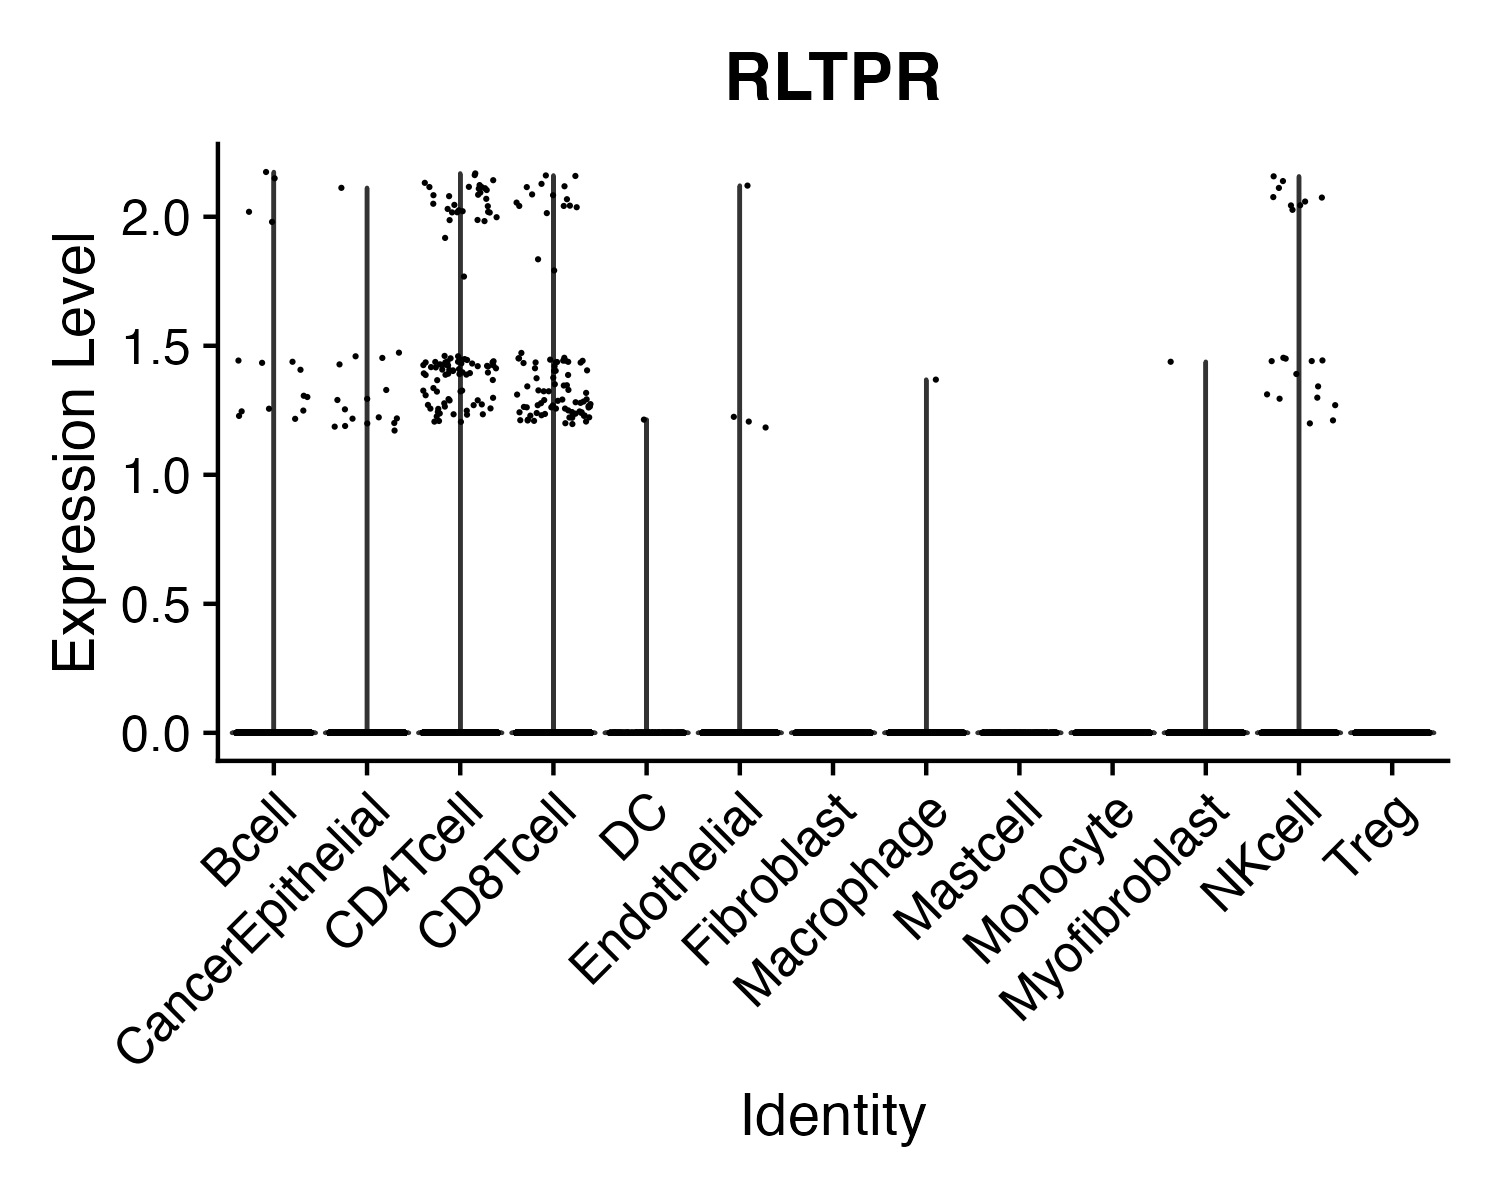 RLTPR
Expression Level
2.0
1.5
1.0
0.5
0.0
Bcell
CancerEpithelial
CD4Tcell
CD8Tcell
DC
Endothelial
Fibroblast
Macrophage
Mastcell
Monocyte
Myofibroblast
NKcell
Treg
Identity